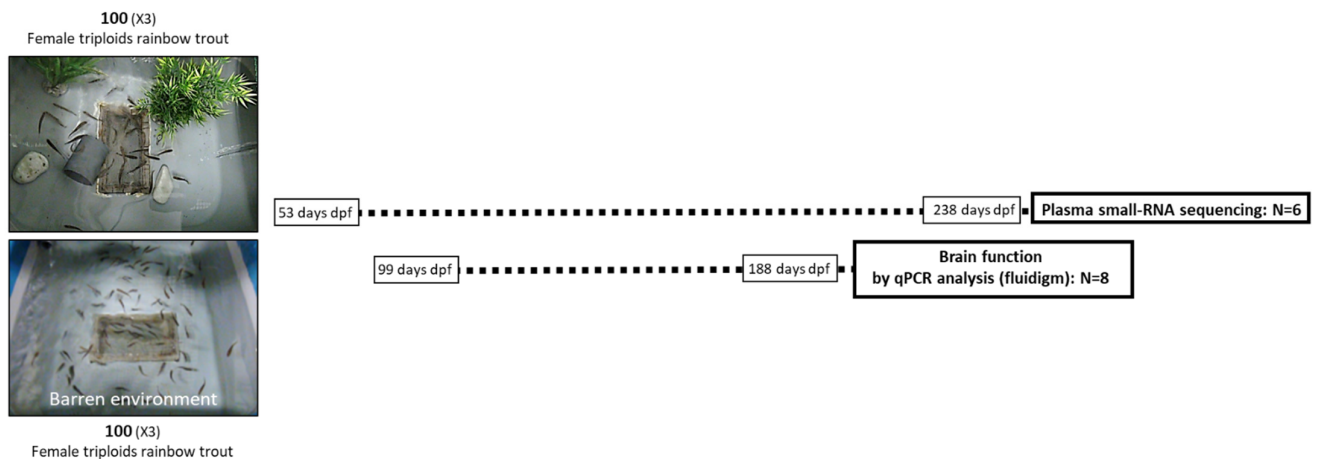 100 (X3)
Female triploids rainbow trout
53 days dpf
238 days dpf
Plasma small-RNA sequencing: N=6
99 days dpf
188 days dpf
Brain function
by qPCR analysis (fluidigm): N=8
Barren environment
100 (X3)
Female triploids rainbow trout